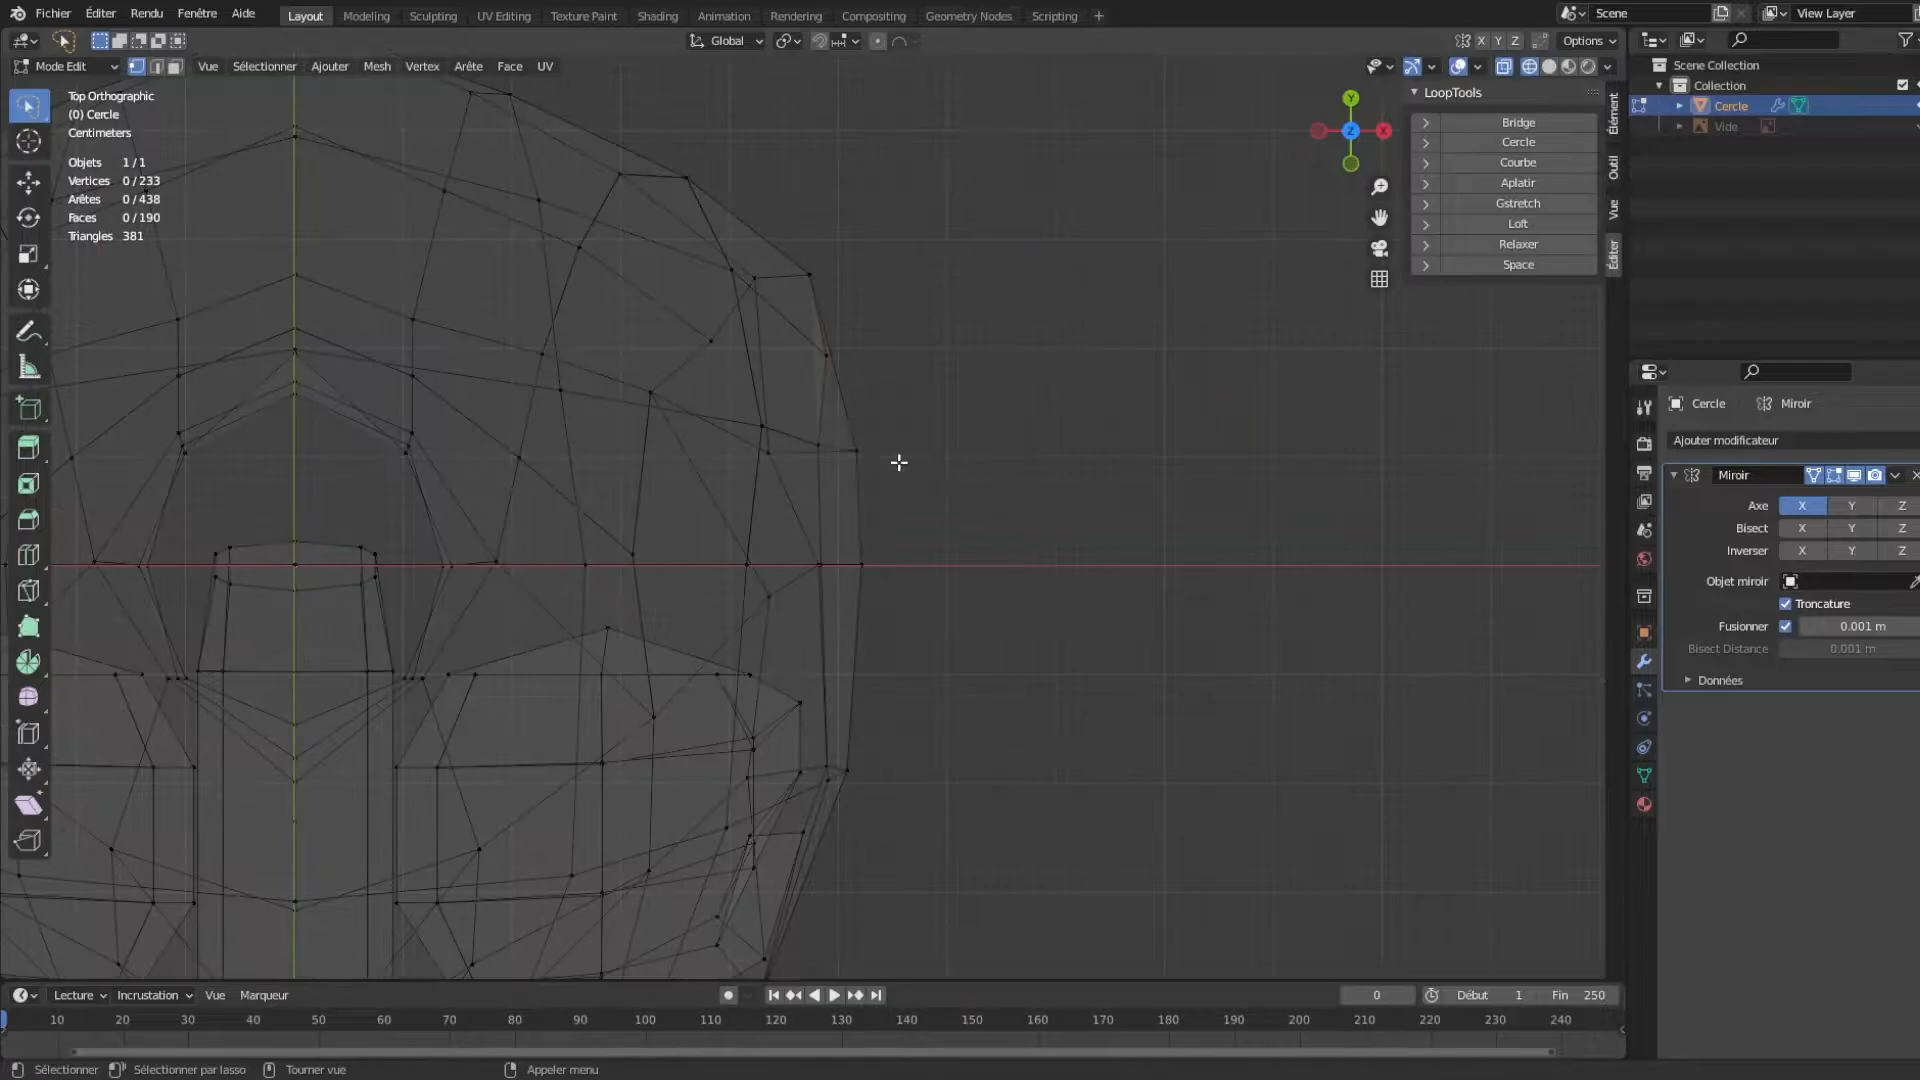 Fichier Éditer Rendu Fenêtre Aide Layout Modeling Sculpting UV Editing Texture Paint Shading Animation Rendering Compositing Geometry Nodes Scripting + Scene View Layer
Global X Y Z Options
Mode Edit Vue Sélectionner Ajouter Mesh Vertex Arête Face UV
Top Orthographic
(0) Cercle
Centimeters
Objets 1/1
Vertices 0/233
Arêtes 0/438
Faces 0/190
Triangles 381
Y
Z X
LoopTools
Bridge
Cercle
Courbe
Aplatir
Gstretch
Loft
Relaxer
Space
Élément
Outil
Vue
Éditer
Scene Collection
Collection
Cercle
Vide
Cercle Miroir
Ajouter modificateur
Miroir
Axe X Y Z
Bisect X Y Z
Inverser X Y Z
Objet miroir
Troncature
Fusionner 0.001 m
Bisect Distance 0.001 m
Données
Lecture Incrustation Vue Marqueur 0 Début 1 Fin 250
10 20 30 40 50 60 70 80 90 100 110 120 130 140 150 160 170 180 190 200 210 220 230 240
Sélectionner Sélectionner par lasso Tourner vue Appeler menu